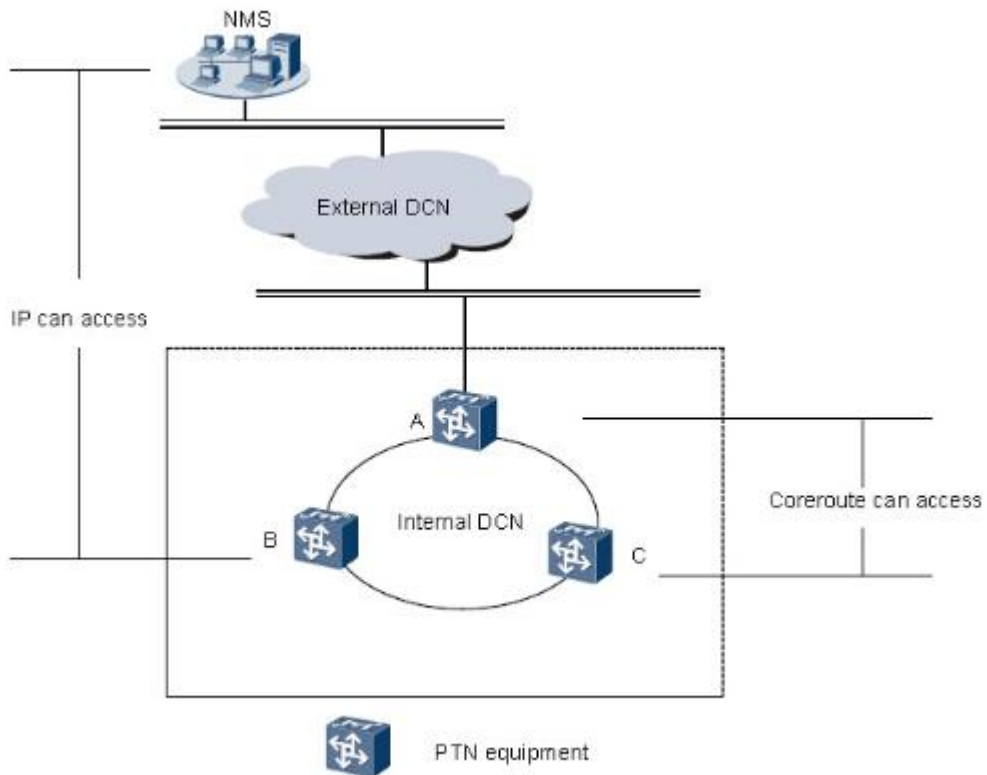 NMS
External DCN
IP can access
A
Coreroute can access
Internal DCN
B
C
PTN equipment